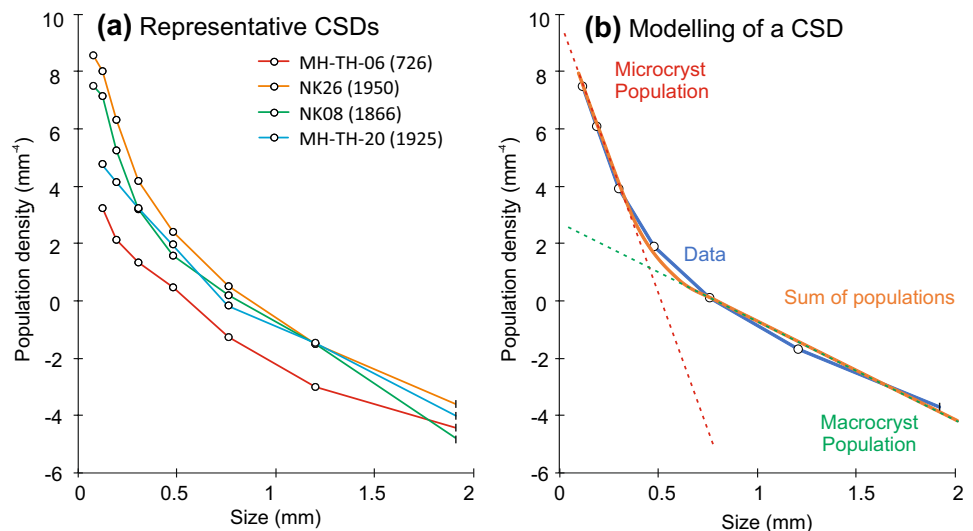 (a) Representative CSDs
MH-TH-06 (726)
NK26 (1950)
NK08 (1866)
MH-TH-20 (1925)
Population density (mm⁻⁴)
10
8
6
4
2
0
-2
-4
-6
0
0.5
1
1.5
2
Size (mm)
(b) Modelling of a CSD
Microcryst
Population
Data
Sum of populations
Macrocryst
Population
Population density (mm⁻⁴)
10
8
6
4
2
0
-2
-4
-6
0
0.5
1
1.5
2
Size (mm)